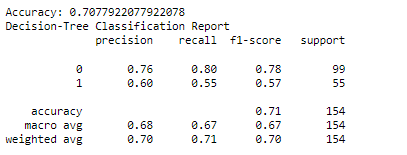 Accuracy: 0.7077922077922078
Decision-Tree Classification Report
precision recall f1-score support
0 0.76 0.80 0.78 99
1 0.60 0.55 0.57 55
accuracy 0.71 154
macro avg 0.68 0.67 0.67 154
weighted avg 0.70 0.71 0.70 154